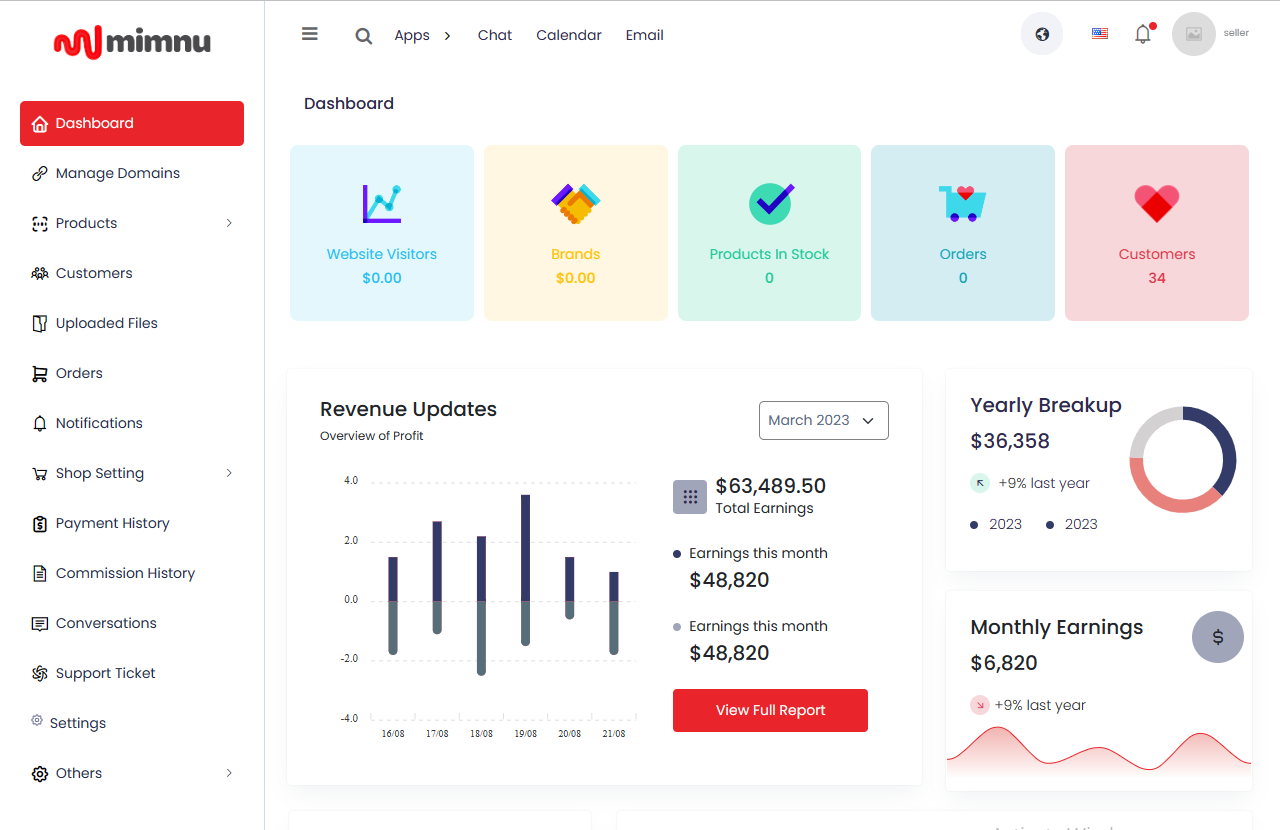 mimnu
Apps
Chat
Calendar
Email
seller
Dashboard
Manage Domains
Products
Customers
Uploaded Files
Orders
Notifications
Shop Setting
Payment History
Commission History
Conversations
Support Ticket
Settings
Others
Dashboard
Website Visitors
$0.00
Brands
$0.00
Products In Stock
0
Orders
0
Customers
34
Revenue Updates
Overview of Profit
March 2023
4.0
2.0
0.0
-2.0
-4.0
16/08 17/08 18/08 19/08 20/08 21/08
$63,489.50
Total Earnings
Earnings this month
$48,820
Earnings this month
$48,820
View Full Report
Yearly Breakup
$36,358
+9% last year
2023 2023
Monthly Earnings
$6,820
+9% last year